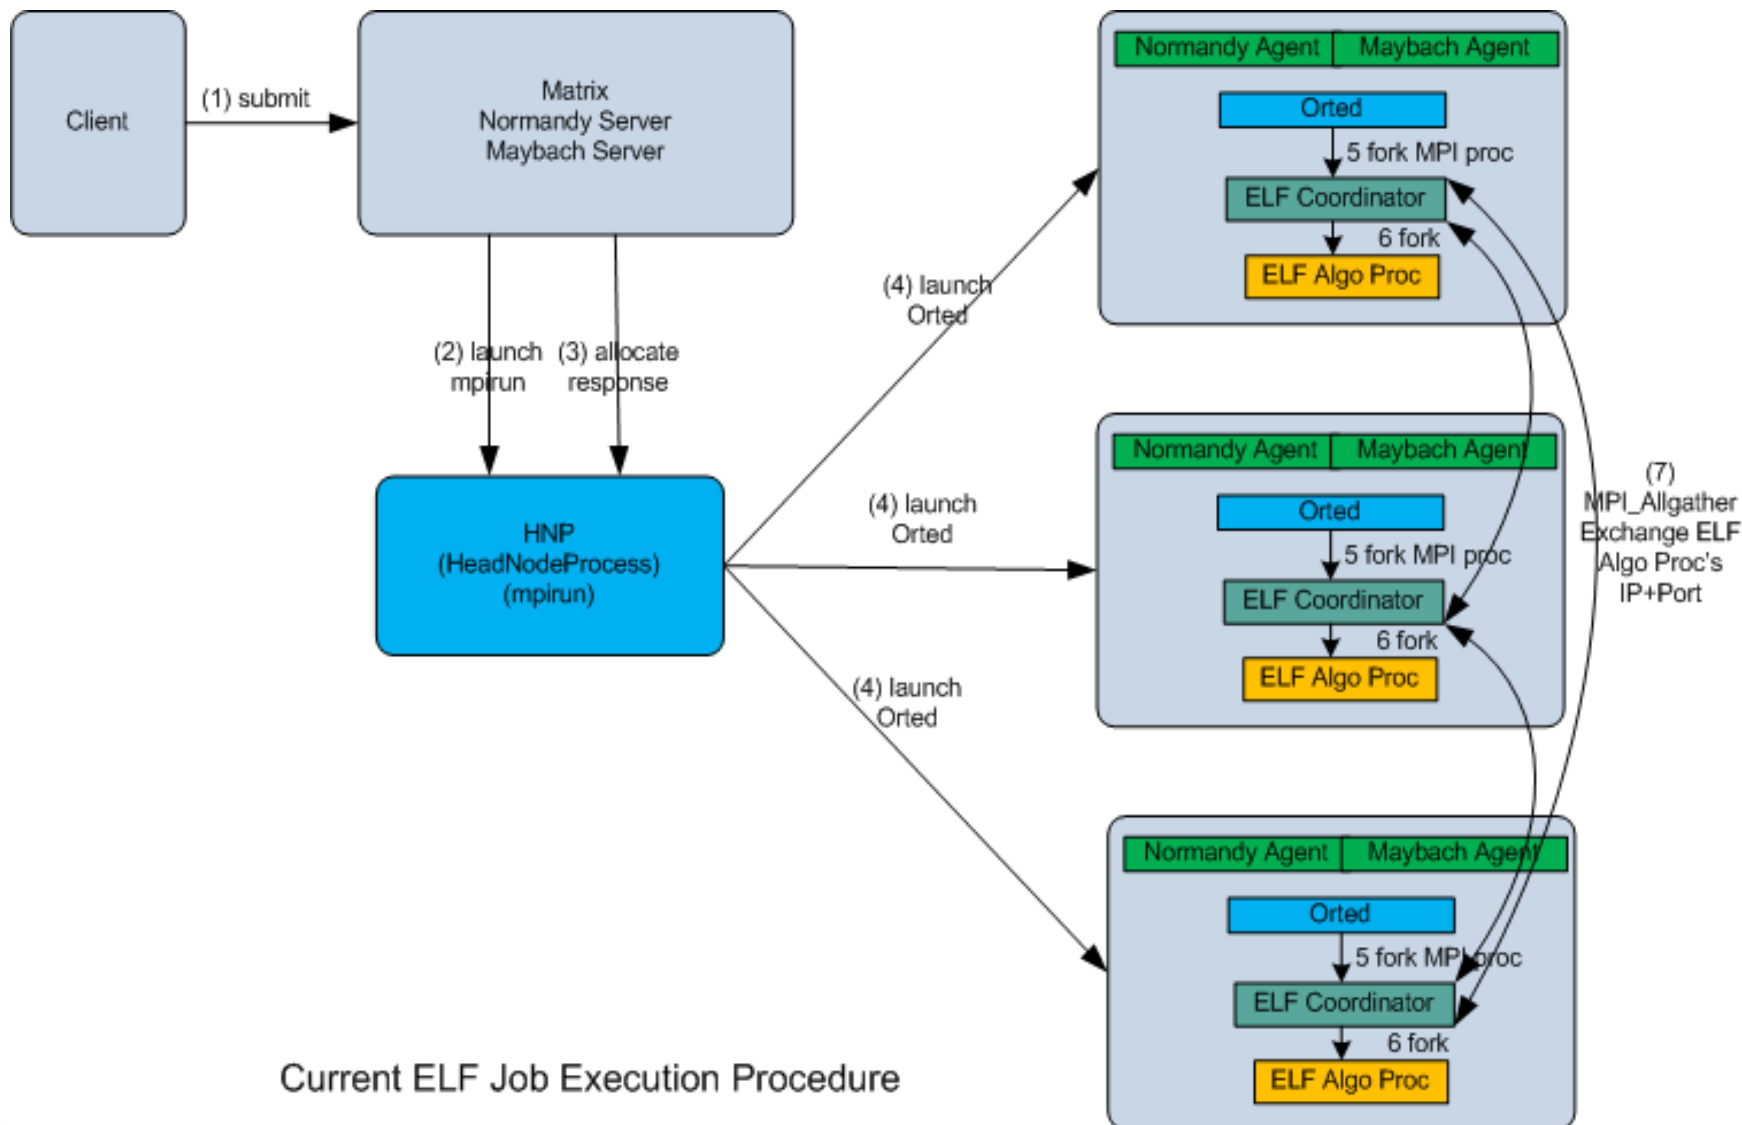 Client
(1) submit
Matrix
Normandy Server
Maybach Server
(2) launch
mpirun
(3) allocate
response
HNP
(HeadNodeProcess)
(mpirun)
(4) launch
Orted
(4) launch
Orted
(4) launch
Orted
Normandy Agent
Maybach Agent
Orted
5 fork MPI proc
ELF Coordinator
6 fork
ELF Algo Proc
Normandy Agent
Maybach Agent
Orted
5 fork MPI proc
ELF Coordinator
6 fork
ELF Algo Proc
(7)
MPI_Allgather
Exchange ELF
Algo Proc's
IP+Port
Normandy Agent
Maybach Agent
Orted
5 fork MPI proc
ELF Coordinator
6 fork
ELF Algo Proc
Current ELF Job Execution Procedure